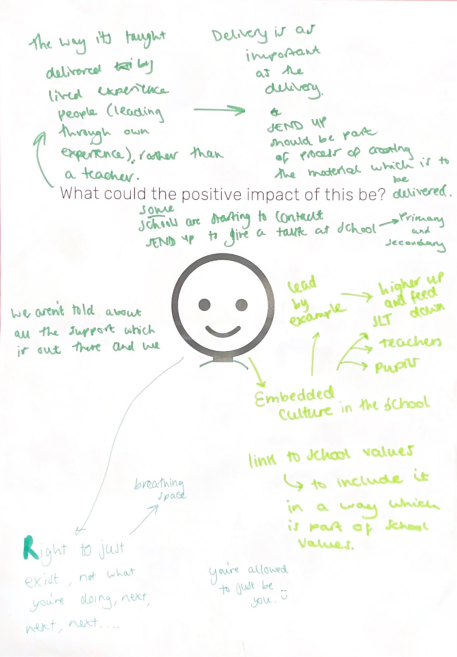 The way its taught
delivered by
lived experience
people (leading
through own
experience), rather than
a teacher.
Delivery is as
important
as the
delivery.
&
SEND UP
should be part
of process of creating
the material which is to
be
delivered.
What could the positive impact of this be?
some
schools are starting to contact
SEND UP to give a talk at school
Primary
and
secondary
we aren't told about
all the support which
is out there and we
lead
by
example
higher up
and feed
SLT down
teachers
pupils
Embedded
culture in the school
link to school values
to include it
in a way which
is part of school
values.
breathing
space
Right to just
exist, not what
you're doing, next,
next, next....
you're allowed
to just be
you.